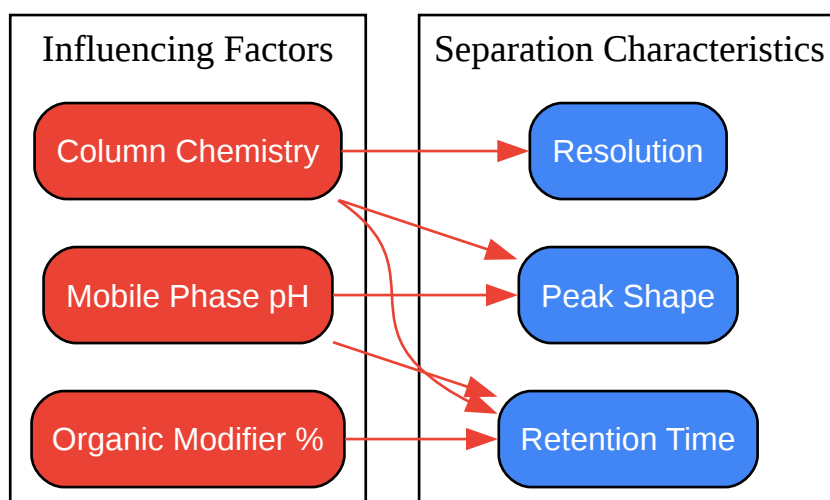 Influencing Factors
Separation Characteristics
Column Chemistry
Resolution
Mobile Phase pH
Peak Shape
Organic Modifier %
Retention Time